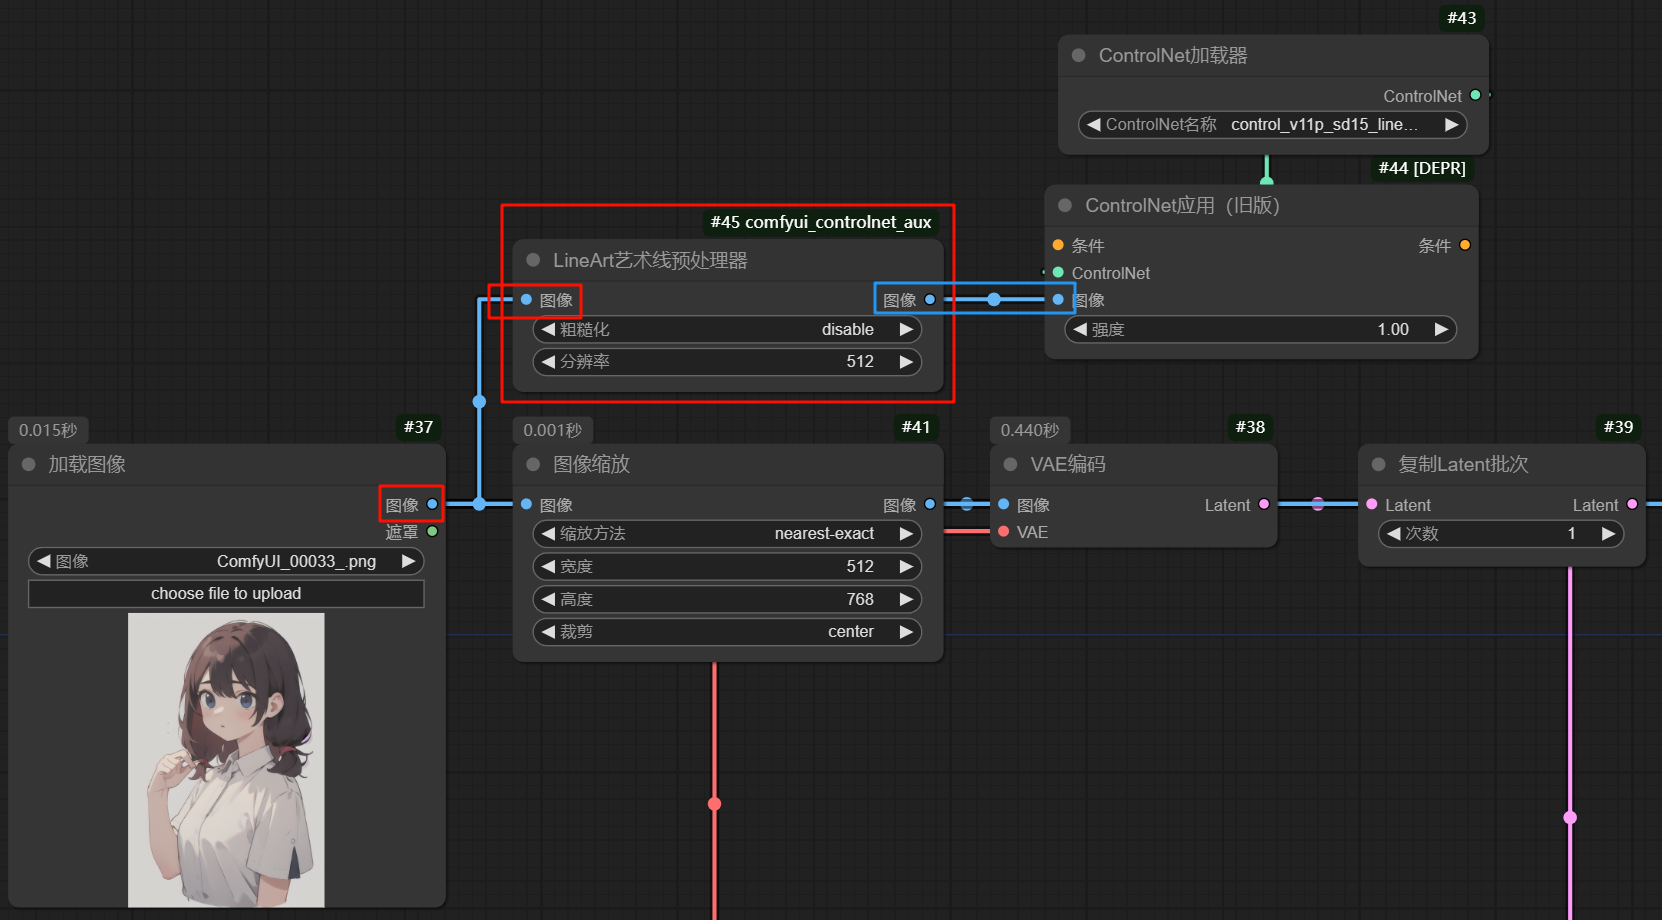 #43
ControlNet加载器
ControlNet
ControlNet名称 control_v11p_sd15_line...
#44 [DEPR]
ControlNet应用（旧版）
条件 条件
ControlNet
图像
强度 1.00
#45 comfyui_controlnet_aux
LineArt艺术线预处理器
图像 图像
粗糙化 disable
分辨率 512
0.015秒 #37
加载图像
图像
遮罩
图像 ComfyUI_00033_.png
choose file to upload
0.001秒 #41
图像缩放
图像 图像
缩放方法 nearest-exact
宽度 512
高度 768
裁剪 center
0.440秒 #38
VAE编码
图像 Latent
VAE
#39
复制Latent批次
Latent Latent
次数 1